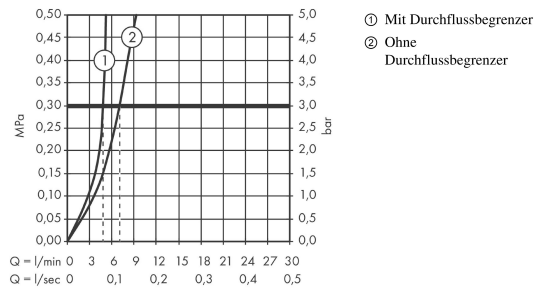 0,50 5,0
0,45 4,5
0,40 4,0
0,35 3,5
0,30 3,0
0,25 2,5
0,20 2,0
0,15 1,5
0,10 1,0
0,05 0,5
0,00 0,0
MPa
bar
1
2
Q = l/min 0 3 6 9 12 15 18 21 24 27 30
Q = l/sec 0 0,1 0,2 0,3 0,4 0,5
① Mit Durchflussbegrenzer
② Ohne
Durchflussbegrenzer